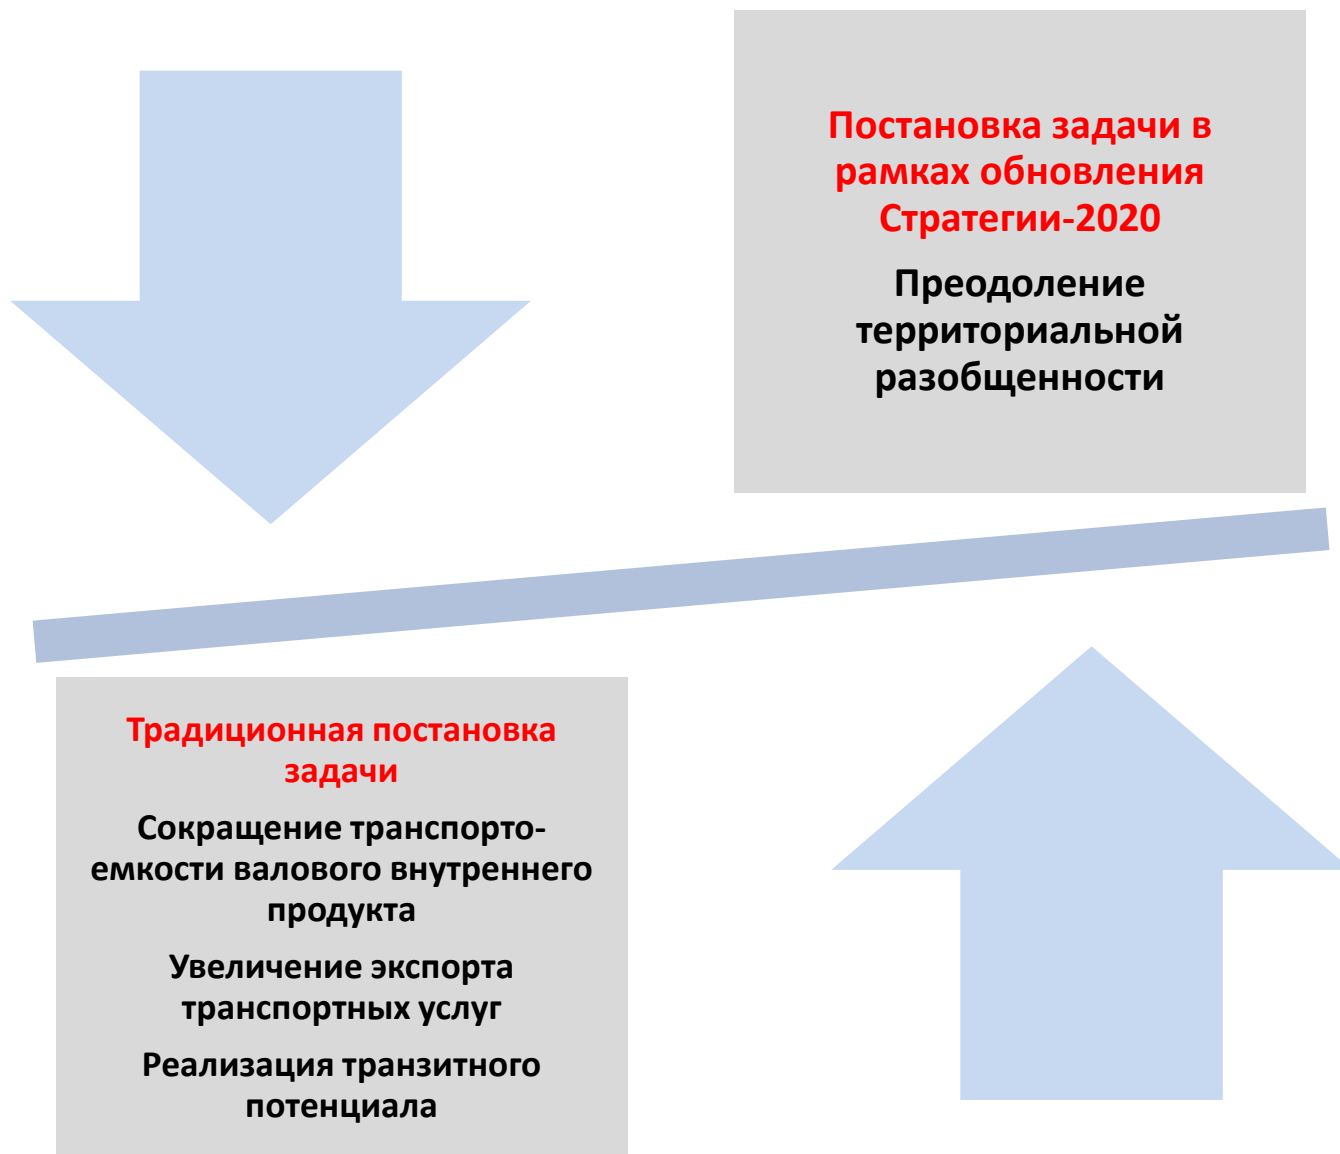 Постановка задачи в
рамках обновления
Стратегии-2020
Преодоление
территориальной
разобщенности
Традиционная постановка
задачи
Сокращение транспорто-
емкости валового внутреннего
продукта
Увеличение экспорта
транспортных услуг
Реализация транзитного
потенциала